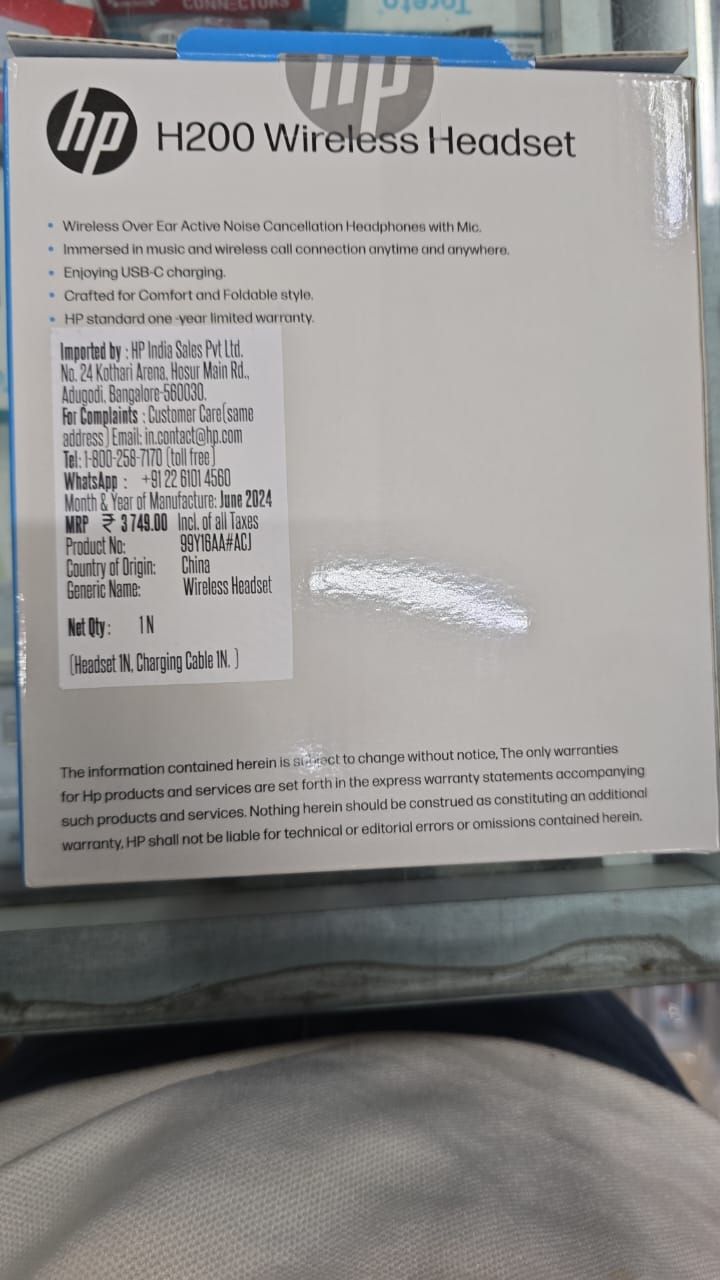 CONNECTORS
Toreto
hp
hp
H200 Wireless Headset
• Wireless Over Ear Active Noise Cancellation Headphones with Mic.
• Immersed in music and wireless call connection anytime and anywhere.
• Enjoying USB-C charging.
• Crafted for Comfort and Foldable style.
• HP standard one -year limited warranty.
Imported by : HP India Sales Pvt Ltd.
No. 24 Kothari Arena, Hosur Main Rd.,
Adugodi, Bangalore-560030.
For Complaints : Customer Care(same
address) Email: in.contact@hp.com
Tel: 1-800-258-7170 (toll free)
WhatsApp : +91 22 6101 4560
Month & Year of Manufacture: June 2024
MRP ₹ 3749.00 Incl. of all Taxes
Product No: 99Y16AA#ACJ
Country of Origin: China
Generic Name: Wireless Headset
Net Qty : 1N
(Headset 1N, Charging Cable 1N. )
The information contained herein is subject to change without notice, The only warranties
for Hp products and services are set forth in the express warranty statements accompanying
such products and services. Nothing herein should be construed as constituting an additional
warranty, HP shall not be liable for technical or editorial errors or omissions contained herein.